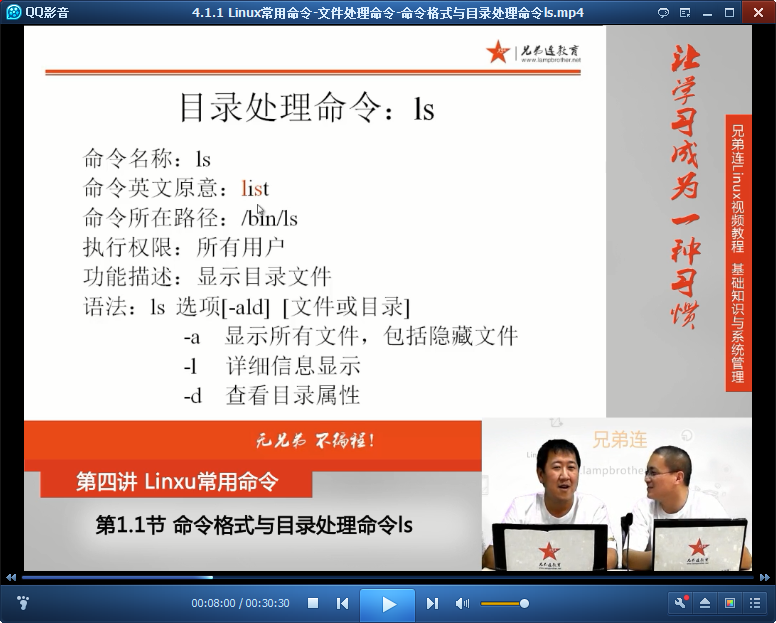 QQ影音
4.1.1 Linux常用命令-文件处理命令-命令格式与目录处理命令ls.mp4
兄弟连教育
www.lampbrother.net
目录处理命令：ls
命令名称：ls
命令英文原意：list
命令所在路径：/bin/ls
执行权限：所有用户
功能描述：显示目录文件
语法：ls 选项[-ald] [文件或目录]
-a 显示所有文件，包括隐藏文件
-l 详细信息显示
-d 查看目录属性
让学习成为一种习惯
兄弟连Linux视频教程 基础知识与系统管理
无兄弟 不编程！
第四讲 Linxu常用命令
第1.1节 命令格式与目录处理命令ls
兄弟连
lampbrothe
00:08:00 / 00:30:30